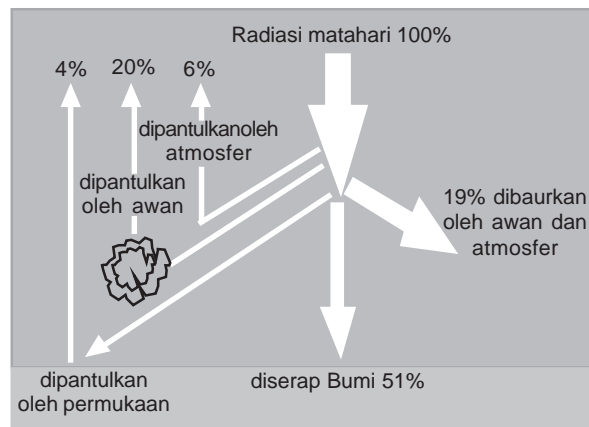 Radiasi matahari 100%
4%
20%
6%
dipantulkanoleh
atmosfer
dipantulkan
oleh awan
19% dibaurkan
oleh awan dan
atmosfer
dipantulkan
oleh permukaan
diserap Bumi 51%